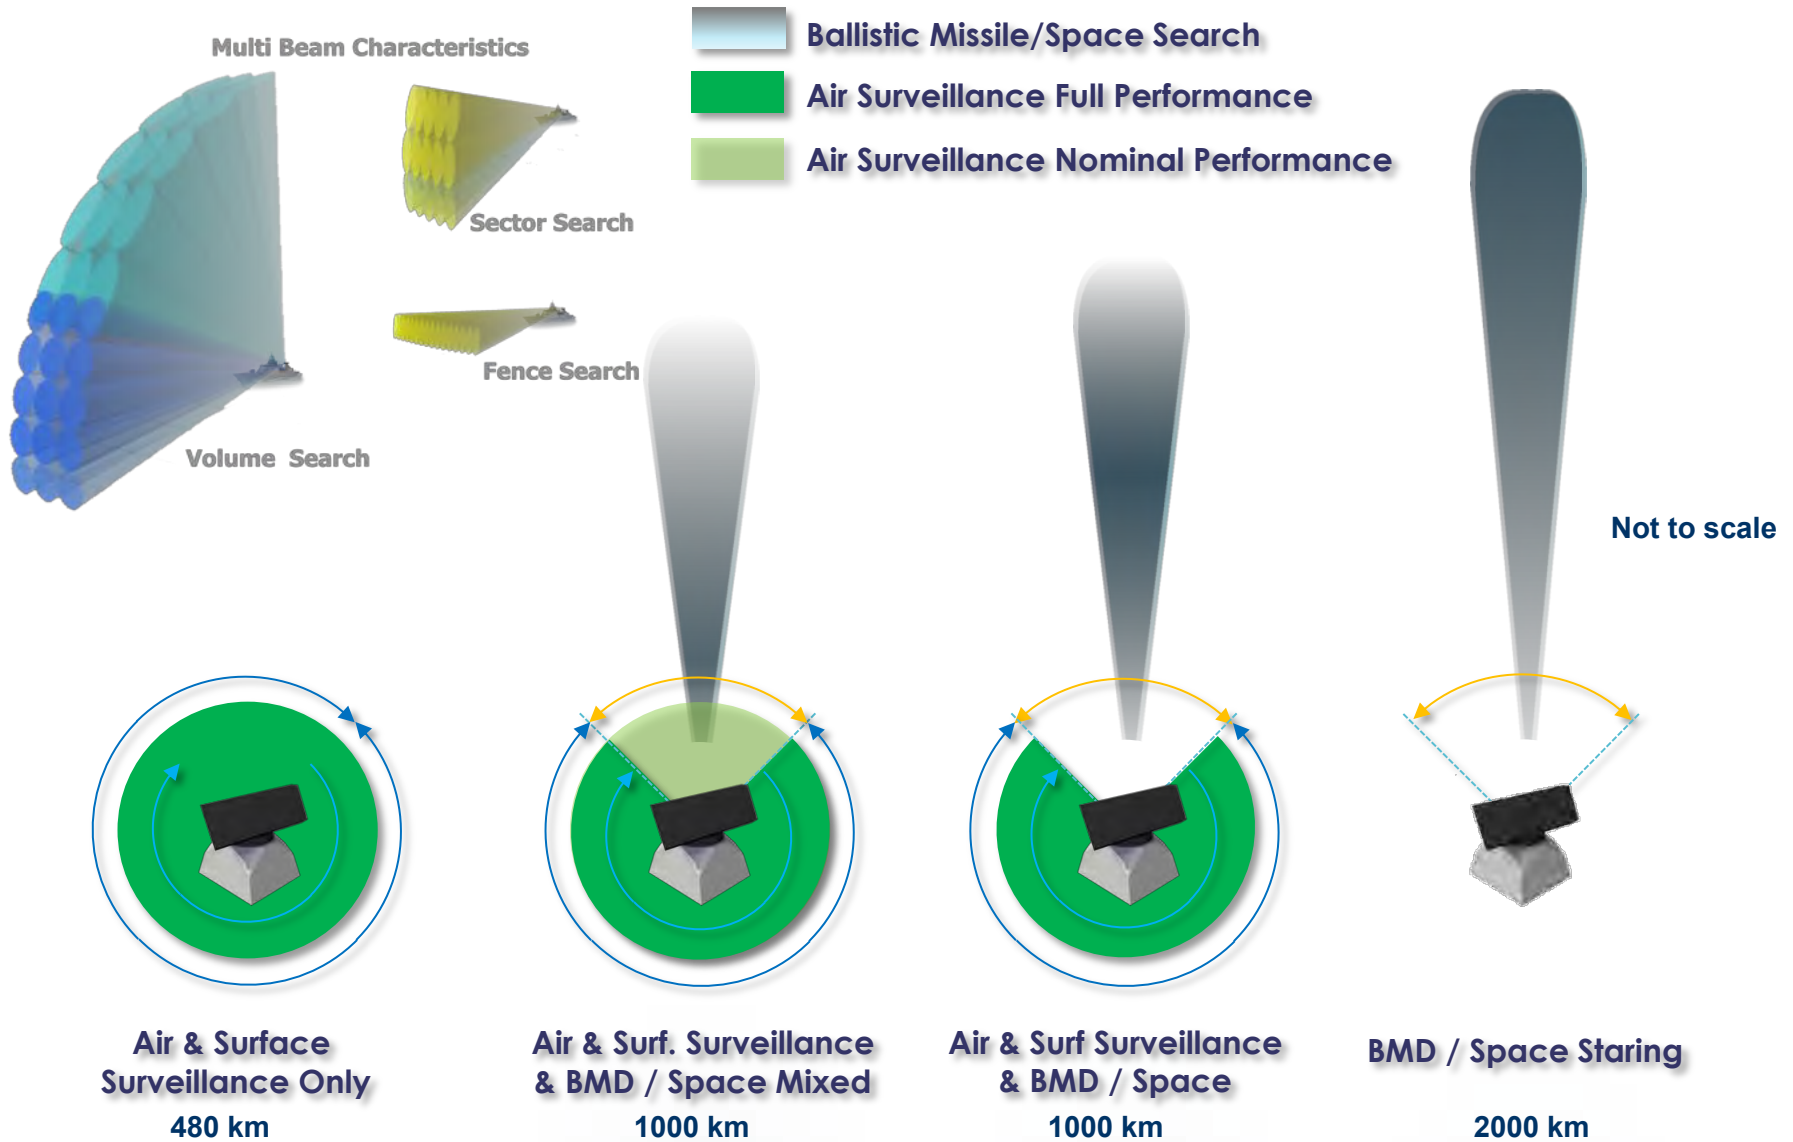 Multi Beam Characteristics
Ballistic Missile/Space Search
Air Surveillance Full Performance
Air Surveillance Nominal Performance
Sector Search
Fence Search
Volume Search
Not to scale
Air & Surface
Surveillance Only
480 km
Air & Surf. Surveillance
& BMD / Space Mixed
1000 km
Air & Surf Surveillance
& BMD / Space
1000 km
BMD / Space Staring
2000 km